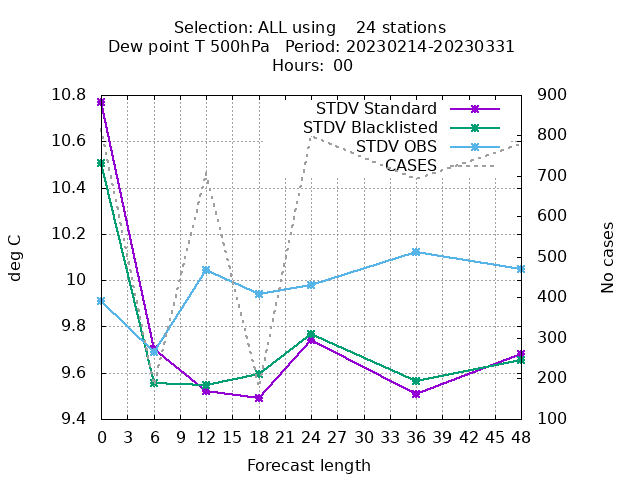 Selection: ALL using    24 stations
Dew point T 500hPa   Period: 20230214-20230331
Hours:  00
10.8
10.6
10.4
10.2
10
9.8
9.6
9.4
deg C
STDV Standard
STDV Blacklisted
STDV OBS
CASES
900
800
700
600
500
400
300
200
100
No cases
0 3 6 9 12 15 18 21 24 27 30 33 36 39 42 45 48
Forecast length